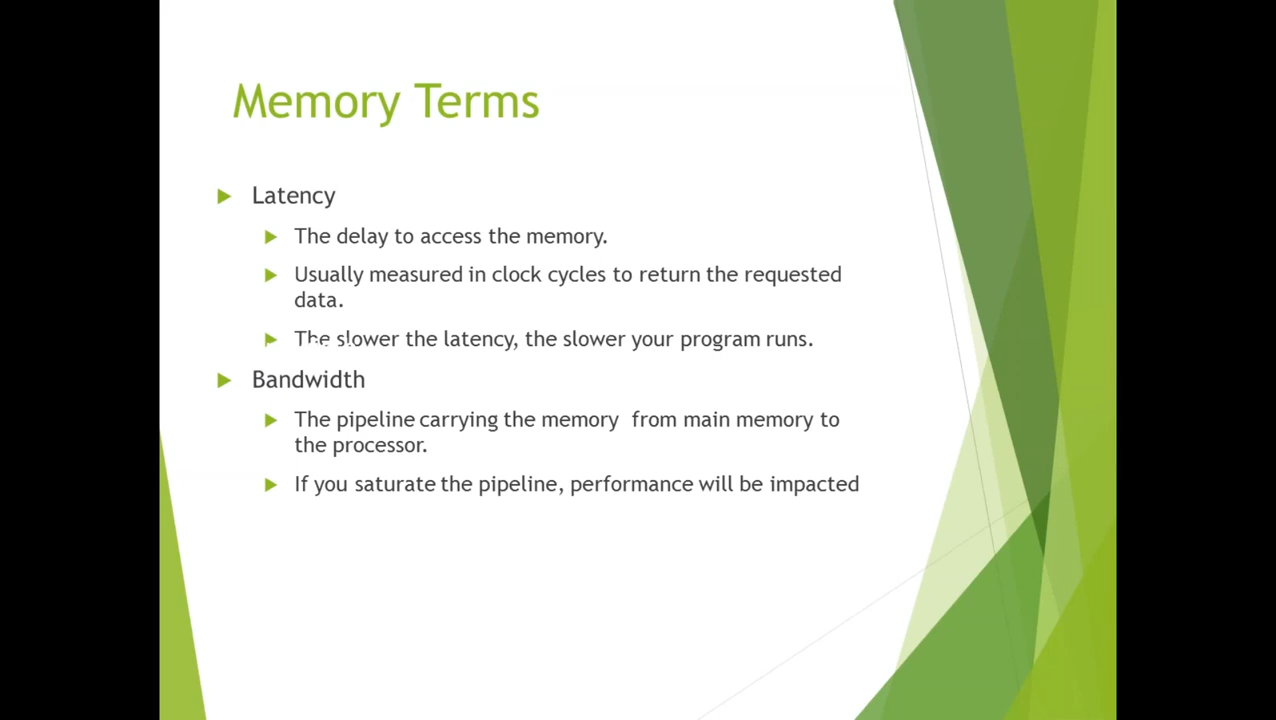 Memory Terms
Latency
The delay to access the memory.
Usually measured in clock cycles to return the requested
data.
The slower the latency, the slower your program runs.
Bandwidth
The pipeline carrying the memory from main memory to
the processor.
If you saturate the pipeline, performance will be impacted